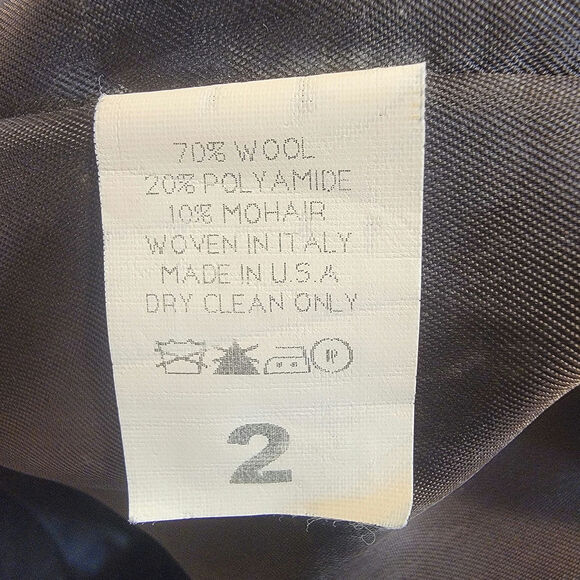 70% WOOL
20% POLYAMIDE
10% MOHAIR
WOVEN IN ITALY
MADE IN U.S.A
DRY CLEAN ONLY
P
2